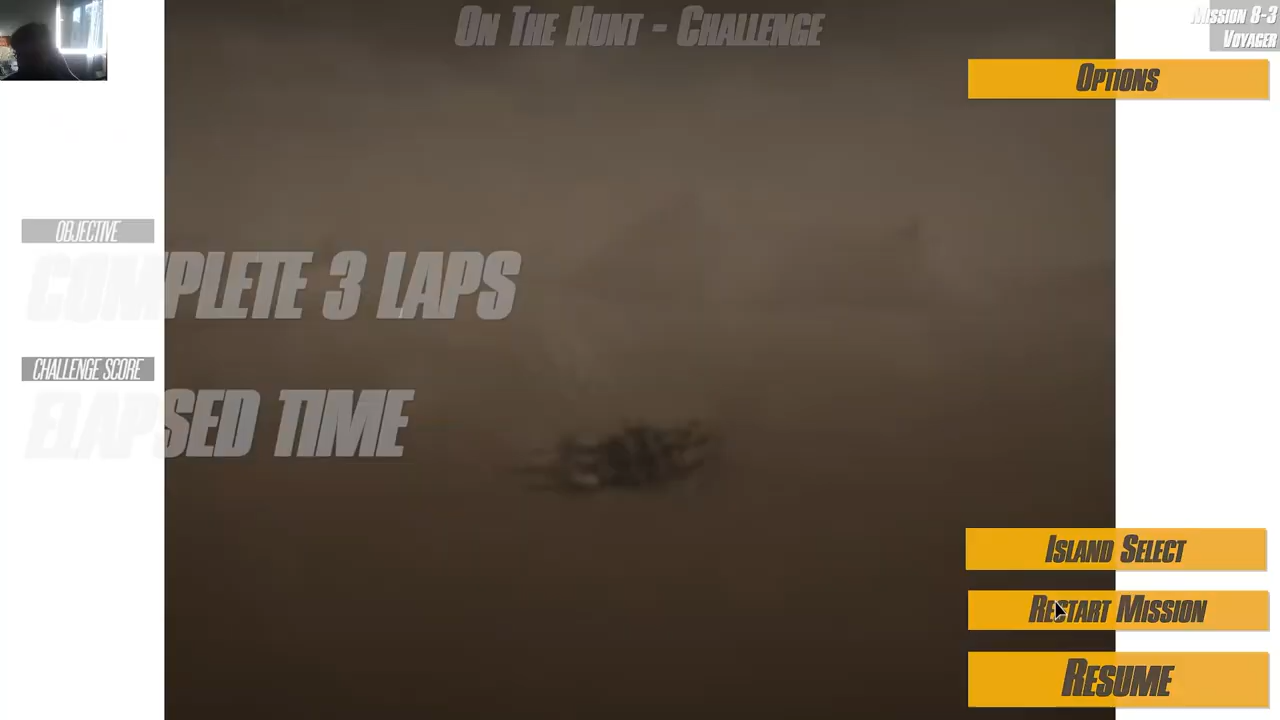 On The Hunt - Challenge
Mission 8-3
Voyager
Options
OBJECTIVE
COMPLETE 3 LAPS
CHALLENGE SCORE
ELAPSED TIME
Island Select
Restart Mission
Resume